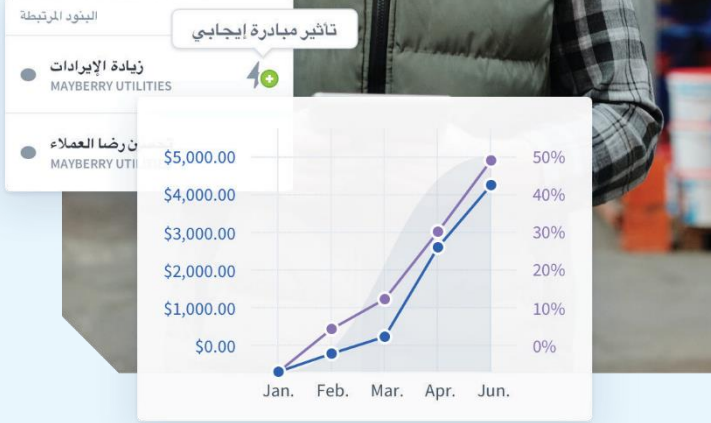 البنود المرتبطة
تأثير مبادرة إيجابي
زيادة الإيرادات
MAYBERRY UTILITIES
رضا العملاء
MAYBERRY
$5,000.00
$4,000.00
$3,000.00
$2,000.00
$1,000.00
$0.00
50%
40%
30%
20%
10%
0%
Jan. Feb. Mar. Apr. Jun.